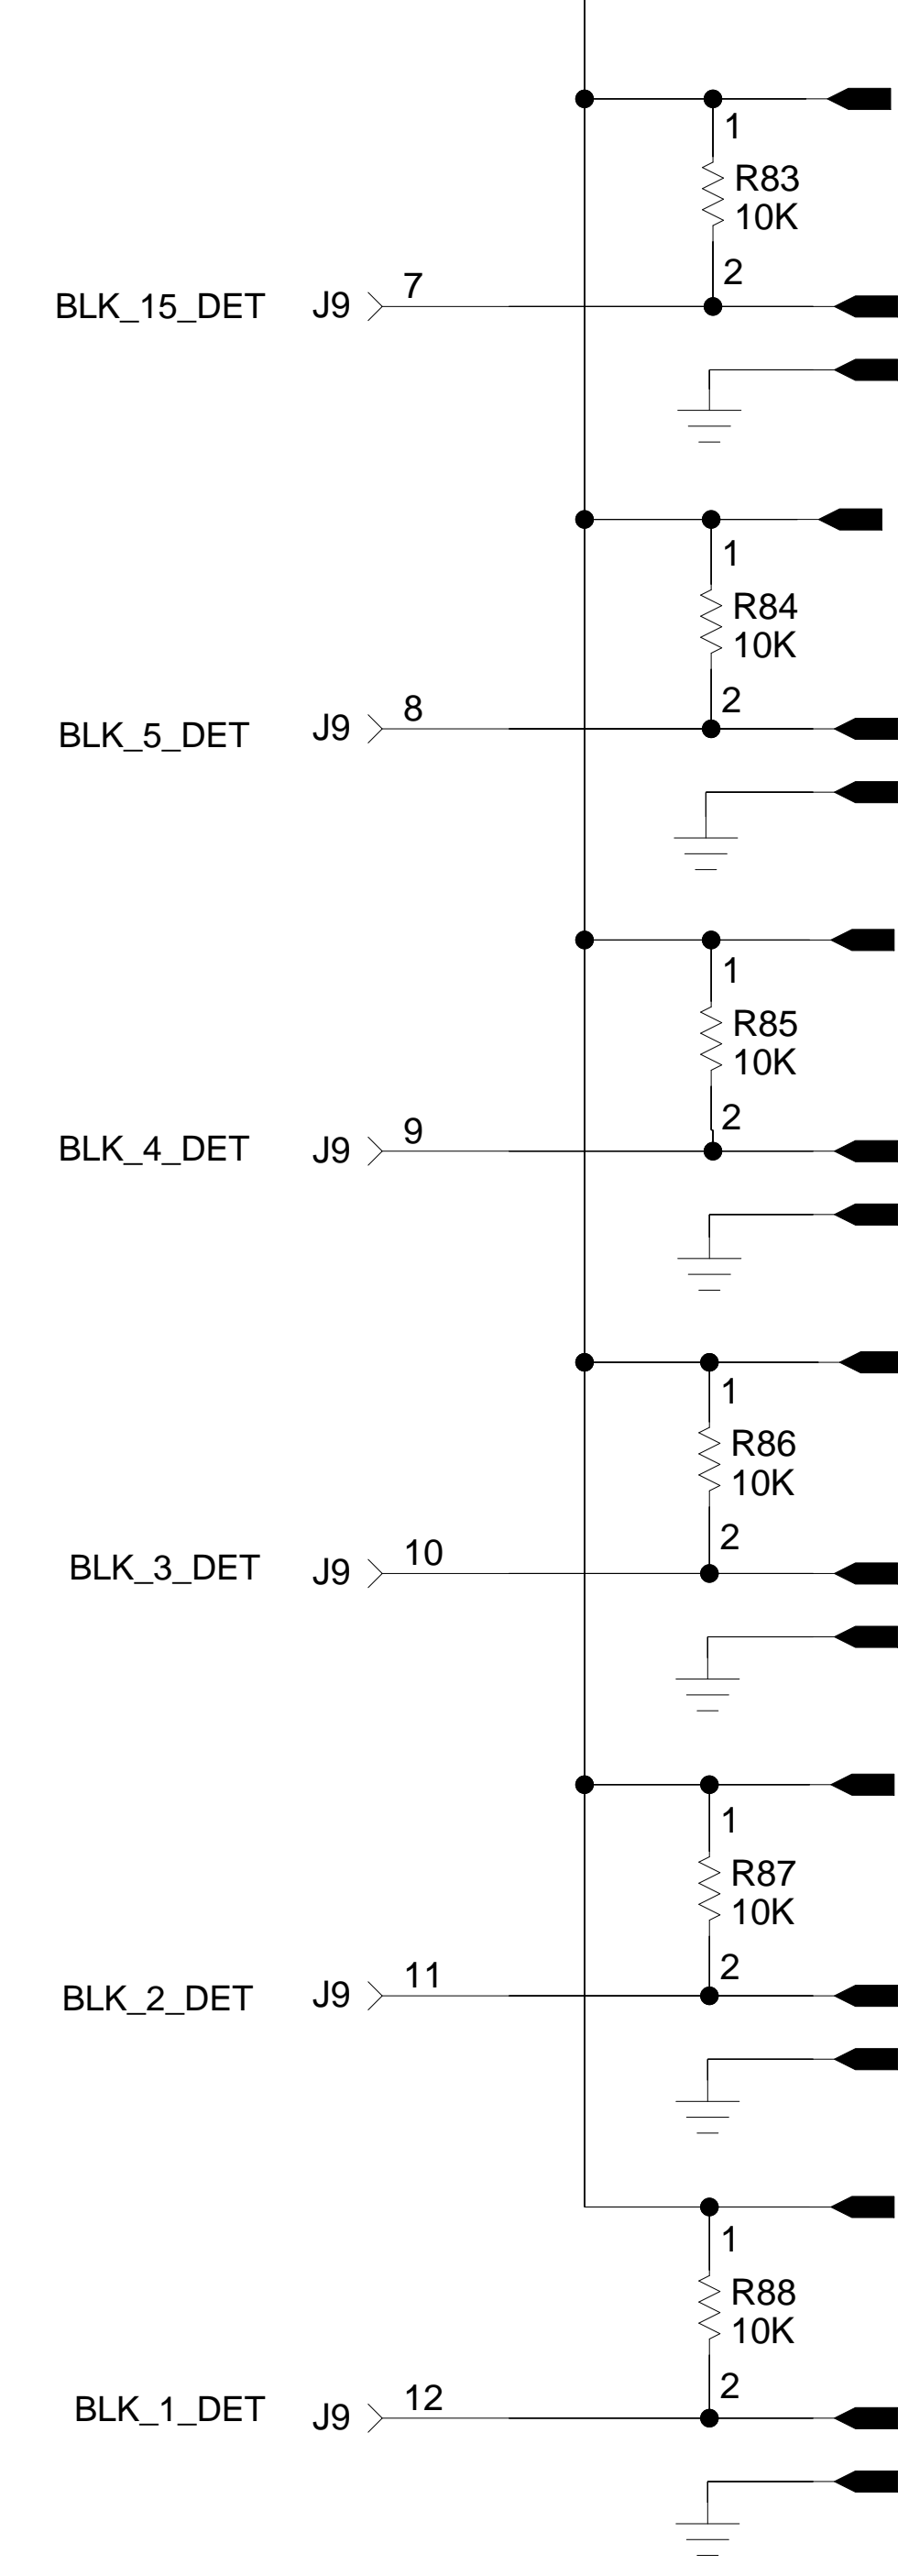 1
R83
10K
2
BLK_15_DET J9 7
1
R84
10K
2
BLK_5_DET J9 8
1
R85
10K
2
BLK_4_DET J9 9
1
R86
10K
2
BLK_3_DET J9 10
1
R87
10K
2
BLK_2_DET J9 11
1
R88
10K
2
BLK_1_DET J9 12